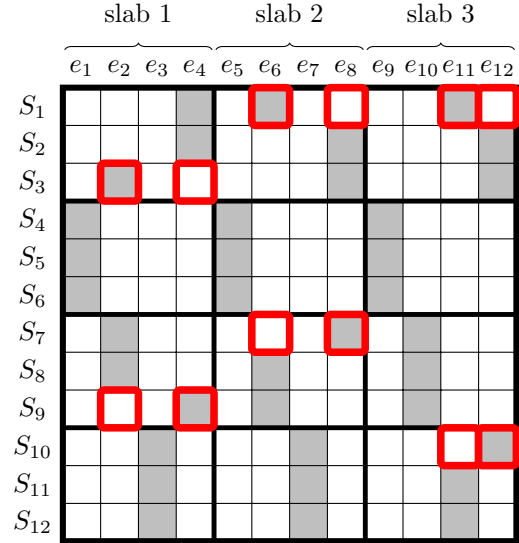 slab 1 slab 2 slab 3
e₁ e₂ e₃ e₄ e₅ e₆ e₇ e₈ e₉ e₁₀ e₁₁ e₁₂
S₁
S₂
S₃
S₄
S₅
S₆
S₇
S₈
S₉
S₁₀
S₁₁
S₁₂